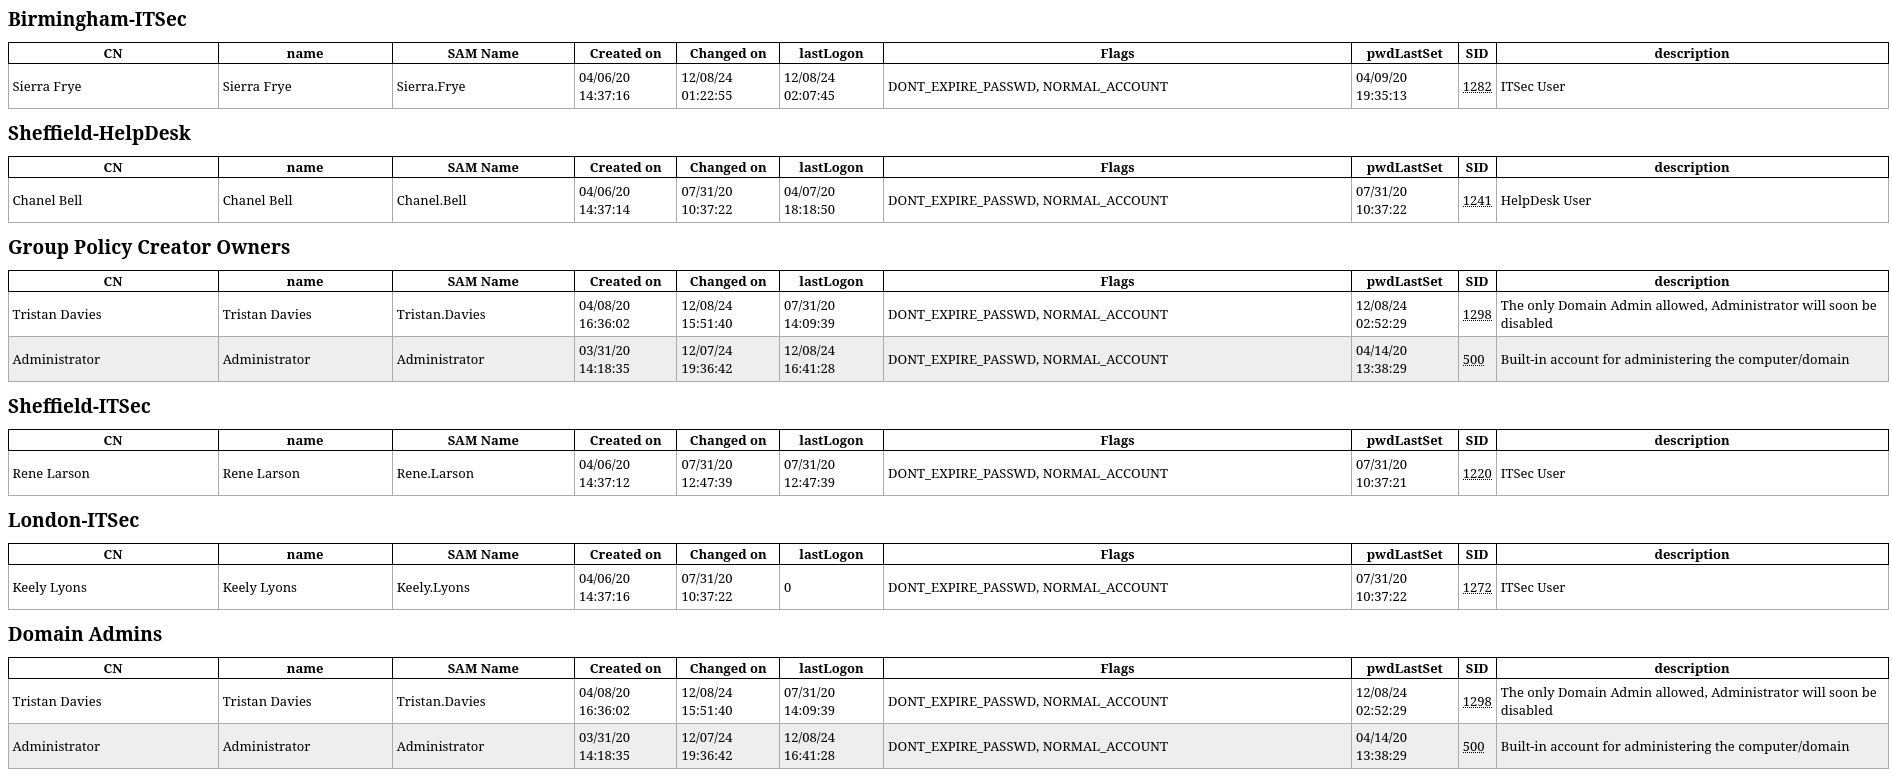 Birmingham-ITSec
CN name SAM Name Created on Changed on lastLogon Flags pwdLastSet SID description
Sierra Frye Sierra Frye Sierra.Frye 04/06/20 14:37:16 12/08/24 01:22:55 12/08/24 02:07:45 DONT_EXPIRE_PASSWD, NORMAL_ACCOUNT 04/09/20 19:35:13 1282 ITSec User
Sheffield-HelpDesk
CN name SAM Name Created on Changed on lastLogon Flags pwdLastSet SID description
Chanel Bell Chanel Bell Chanel.Bell 04/06/20 14:37:14 07/31/20 10:37:22 04/07/20 18:18:50 DONT_EXPIRE_PASSWD, NORMAL_ACCOUNT 07/31/20 10:37:22 1241 HelpDesk User
Group Policy Creator Owners
CN name SAM Name Created on Changed on lastLogon Flags pwdLastSet SID description
Tristan Davies Tristan Davies Tristan.Davies 04/08/20 16:36:02 12/08/24 15:51:40 07/31/20 14:09:39 DONT_EXPIRE_PASSWD, NORMAL_ACCOUNT 12/08/24 02:52:29 1298 The only Domain Admin allowed, Administrator will soon be disabled
Administrator Administrator Administrator 03/31/20 14:18:35 12/07/24 19:36:42 12/08/24 16:41:28 DONT_EXPIRE_PASSWD, NORMAL_ACCOUNT 04/14/20 13:38:29 500 Built-in account for administering the computer/domain
Sheffield-ITSec
CN name SAM Name Created on Changed on lastLogon Flags pwdLastSet SID description
Rene Larson Rene Larson Rene.Larson 04/06/20 14:37:12 07/31/20 12:47:39 07/31/20 12:47:39 DONT_EXPIRE_PASSWD, NORMAL_ACCOUNT 07/31/20 10:37:21 1220 ITSec User
London-ITSec
CN name SAM Name Created on Changed on lastLogon Flags pwdLastSet SID description
Keely Lyons Keely Lyons Keely.Lyons 04/06/20 14:37:16 07/31/20 10:37:22 0 DONT_EXPIRE_PASSWD, NORMAL_ACCOUNT 07/31/20 10:37:22 1272 ITSec User
Domain Admins
CN name SAM Name Created on Changed on lastLogon Flags pwdLastSet SID description
Tristan Davies Tristan Davies Tristan.Davies 04/08/20 16:36:02 12/08/24 15:51:40 07/31/20 14:09:39 DONT_EXPIRE_PASSWD, NORMAL_ACCOUNT 12/08/24 02:52:29 1298 The only Domain Admin allowed, Administrator will soon be disabled
Administrator Administrator Administrator 03/31/20 14:18:35 12/07/24 19:36:42 12/08/24 16:41:28 DONT_EXPIRE_PASSWD, NORMAL_ACCOUNT 04/14/20 13:38:29 500 Built-in account for administering the computer/domain